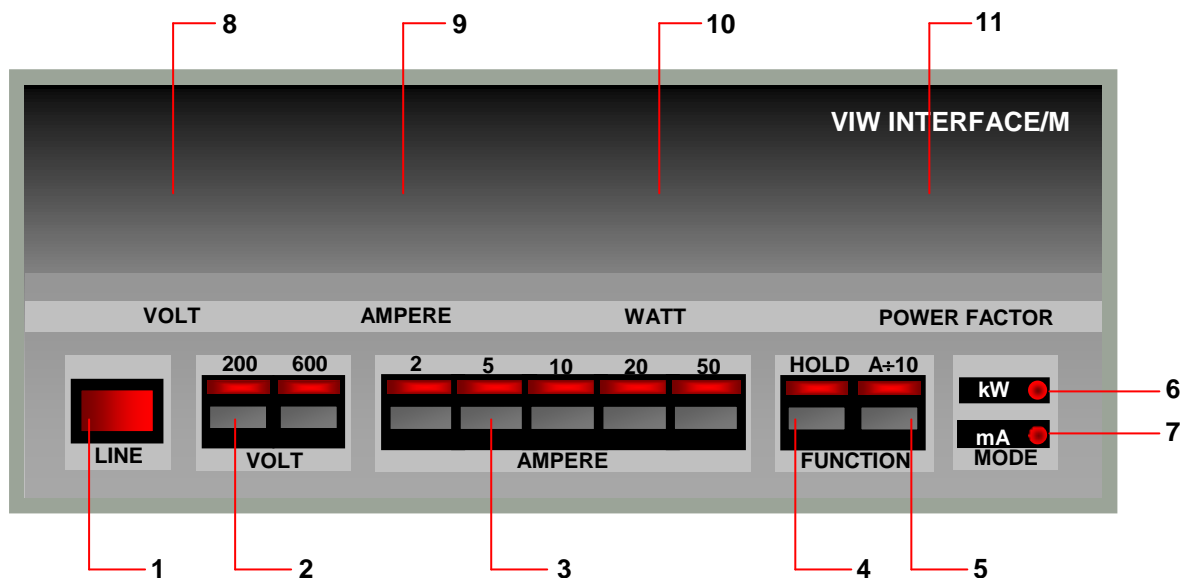 8 9 10 11
VIW INTERFACE/M
VOLT AMPERE WATT POWER FACTOR
200 600 2 5 10 20 50 HOLD A÷10
kW 6
mA 7
LINE VOLT AMPERE FUNCTION MODE
1 2 3 4 5